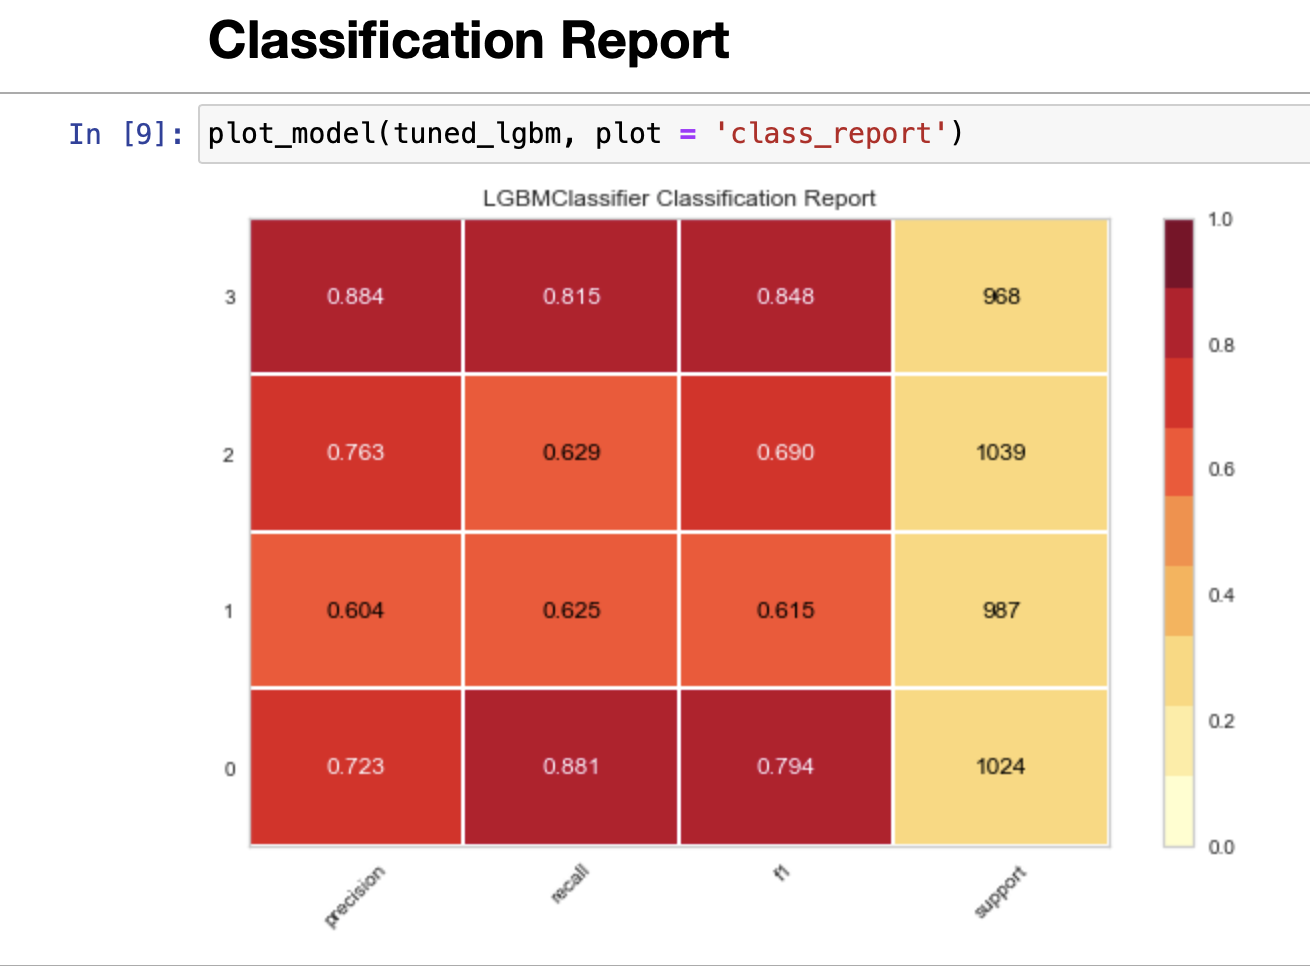 Classification Report
In [9]: plot_model(tuned_lgbm, plot = 'class_report')
LGBMClassifier Classification Report
3 0.884 0.815 0.848 968
2 0.763 0.629 0.690 1039
1 0.604 0.625 0.615 987
0 0.723 0.881 0.794 1024
precision recall f1 support
1.0
0.8
0.6
0.4
0.2
0.0